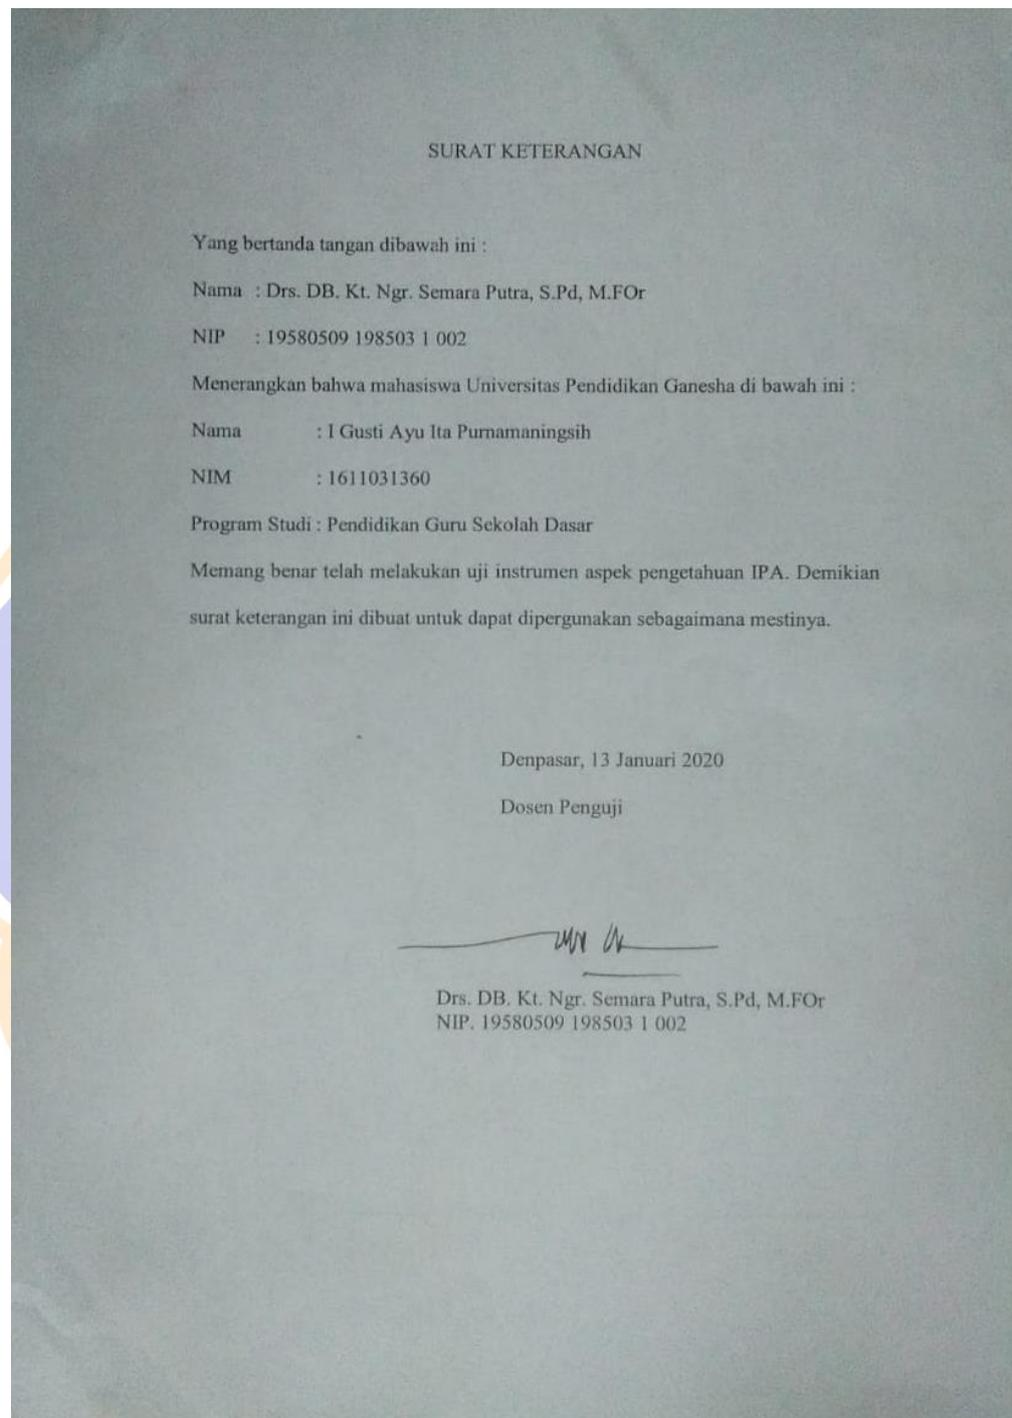 SURAT KETERANGAN
Yang bertanda tangan dibawah ini :
Nama : Drs. DB. Kt. Ngr. Semara Putra, S.Pd, M.FOr
NIP : 19580509 198503 1 002
Menerangkan bahwa mahasiswa Universitas Pendidikan Ganesha di bawah ini :
Nama : I Gusti Ayu Ita Purnamaningsih
NIM : 1611031360
Program Studi : Pendidikan Guru Sekolah Dasar
Memang benar telah melakukan uji instrumen aspek pengetahuan IPA. Demikian
surat keterangan ini dibuat untuk dapat dipergunakan sebagaimana mestinya.
Denpasar, 13 Januari 2020
Dosen Penguji
Drs. DB. Kt. Ngr. Semara Putra, S.Pd, M.FOr
NIP. 19580509 198503 1 002